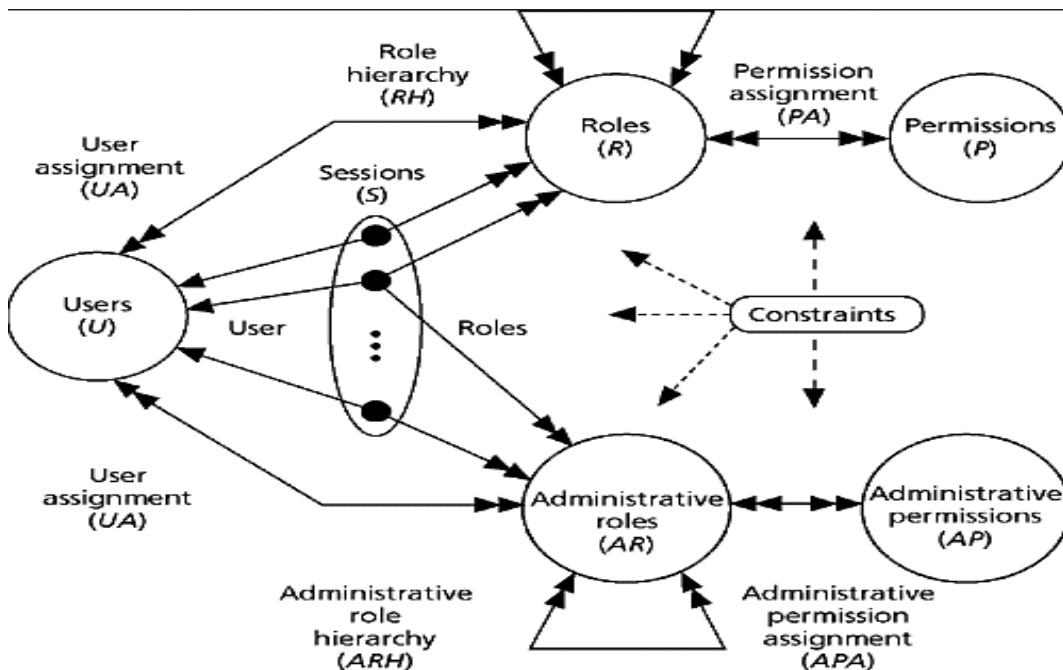 Role
hierarchy
(RH)
Roles
(R)
Permission
assignment
(PA)
Permissions
(P)
User
assignment
(UA)
Sessions
(S)
Users
(U)
User
Roles
Constraints
User
assignment
(UA)
Administrative
roles
(AR)
Administrative
permissions
(AP)
Administrative
role
hierarchy
(ARH)
Administrative
permission
assignment
(APA)